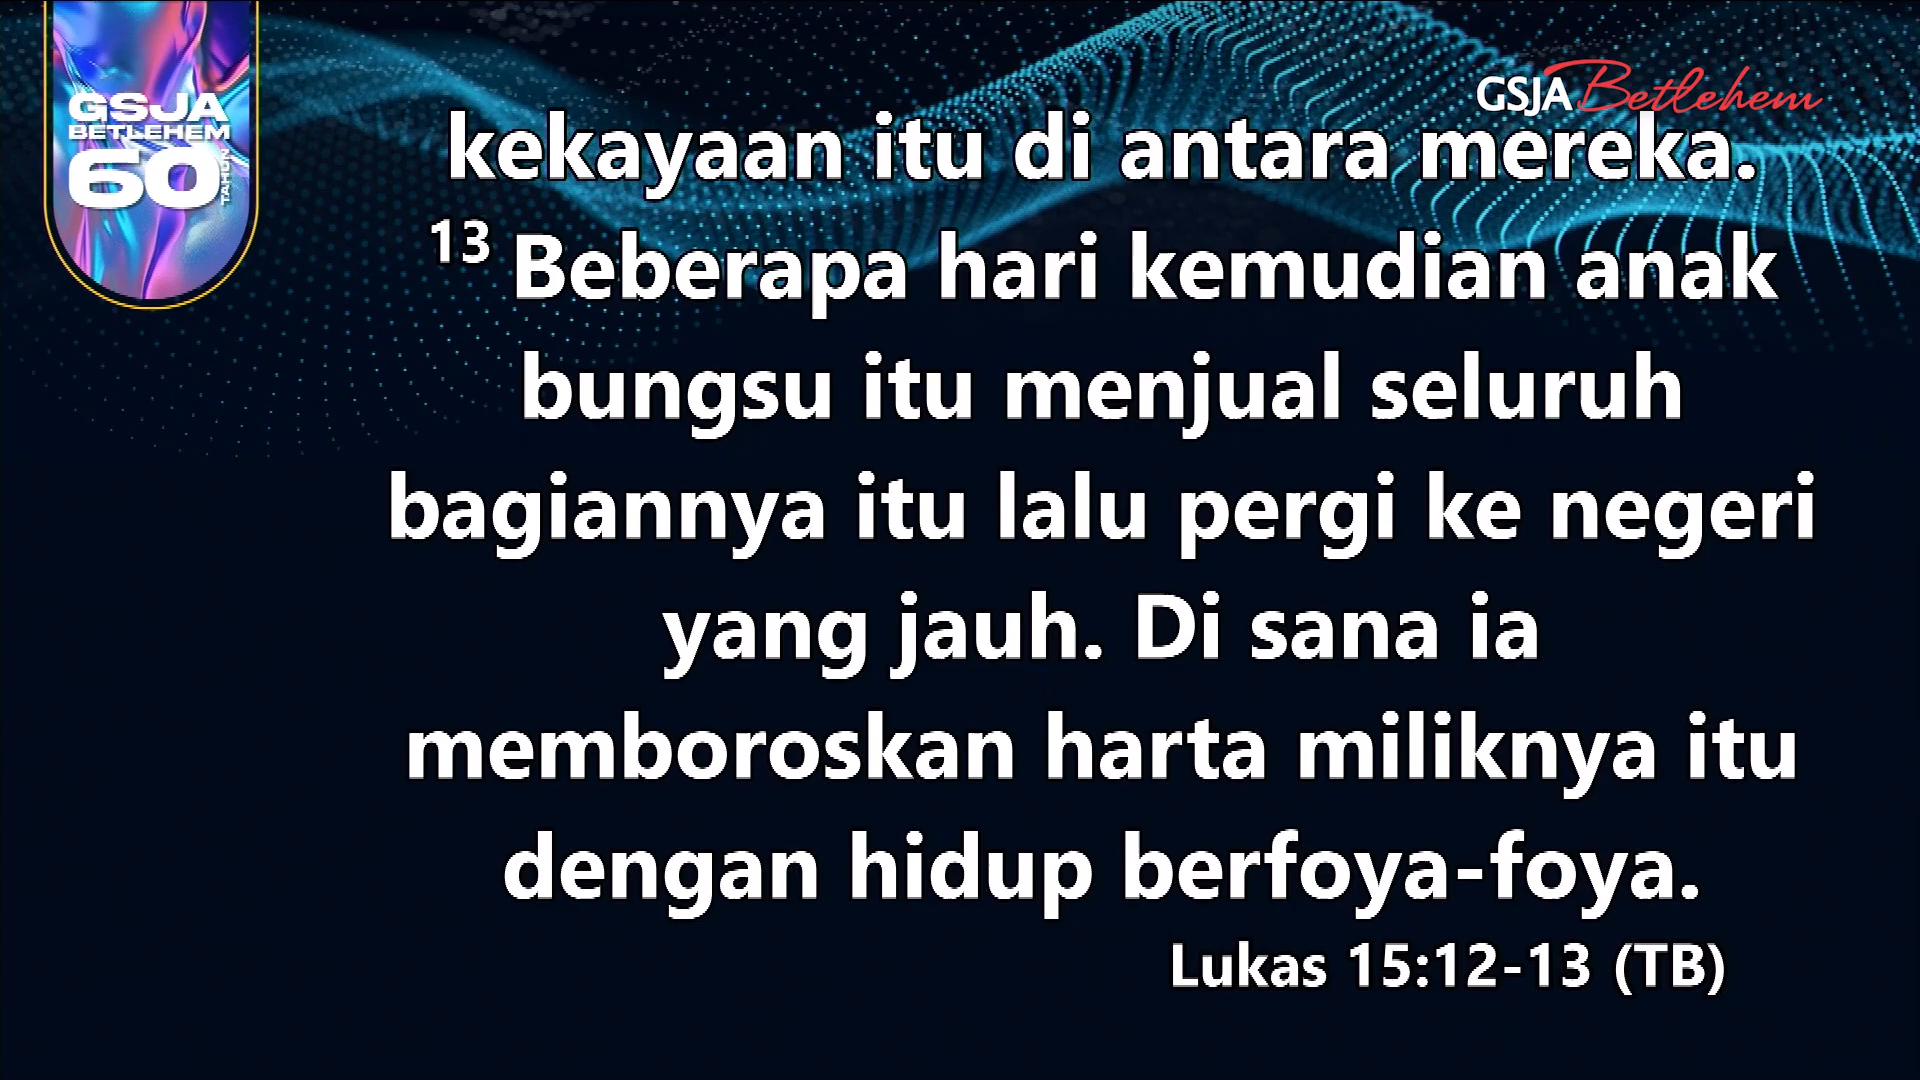 GSJA
BETLEHEM
60
TAHUN
GSJA Betlehem
kekayaan itu di antara mereka.
13 Beberapa hari kemudian anak
bungsu itu menjual seluruh
bagiannya itu lalu pergi ke negeri
yang jauh. Di sana ia
memboroskan harta miliknya itu
dengan hidup berfoya-foya.
Lukas 15:12-13 (TB)